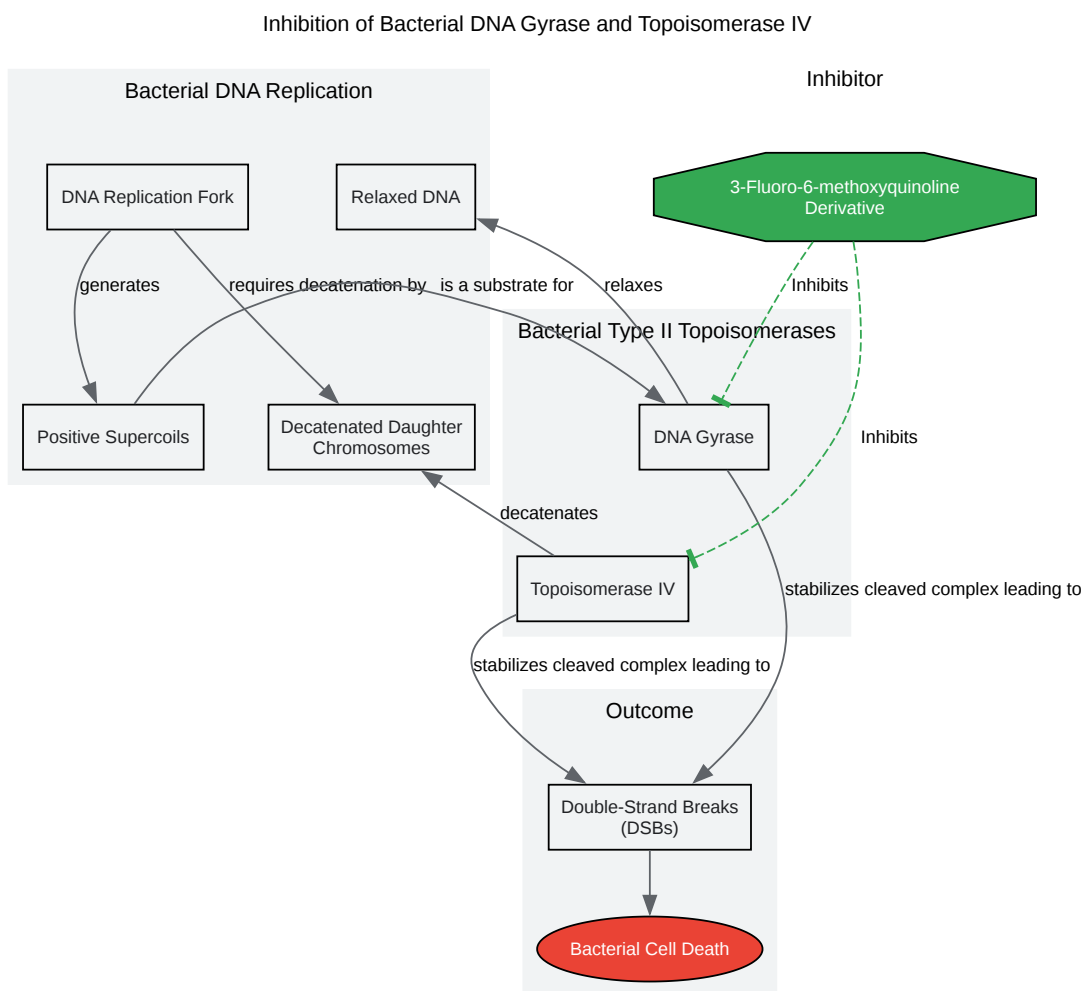 Inhibition of Bacterial DNA Gyrase and Topoisomerase IV
Bacterial DNA Replication
Inhibitor
DNA Replication Fork
Relaxed DNA
3-Fluoro-6-methoxyquinoline
Derivative
generates
requires decatenation by
is a substrate for
relaxes
Inhibits
Bacterial Type II Topoisomerases
Positive Supercoils
Decatenated Daughter
Chromosomes
DNA Gyrase
Inhibits
decatenates
Topoisomerase IV
stabilizes cleaved complex leading to
stabilizes cleaved complex leading to
Outcome
Double-Strand Breaks
(DSBs)
Bacterial Cell Death